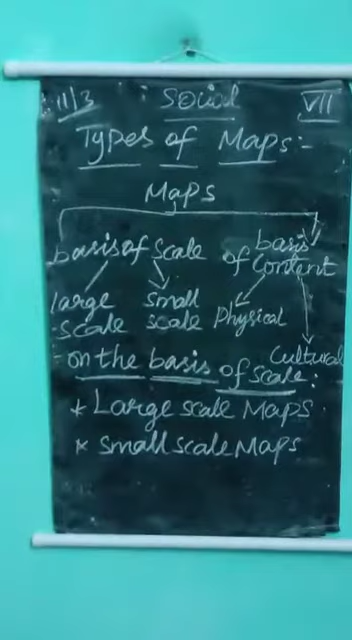 11/3 Social VII
Types of Maps:-
Maps
basis of Scale
basis of Content
large scale
small scale
Physical
Cultural
- on the basis of scale:
* Large scale Maps
* small scale Maps